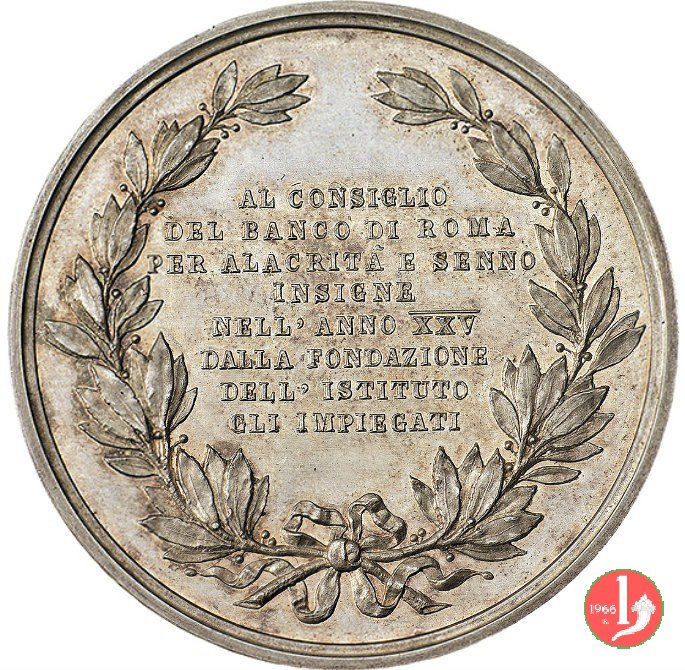 AL CONSIGLIO
DEL BANCO DI ROMA
PER ALACRITÀ E SENNO
INSIGNE
NELL' ANNO XXV
DALLA FONDAZIONE
DELL' ISTITUTO
GLI IMPIEGATI
1966